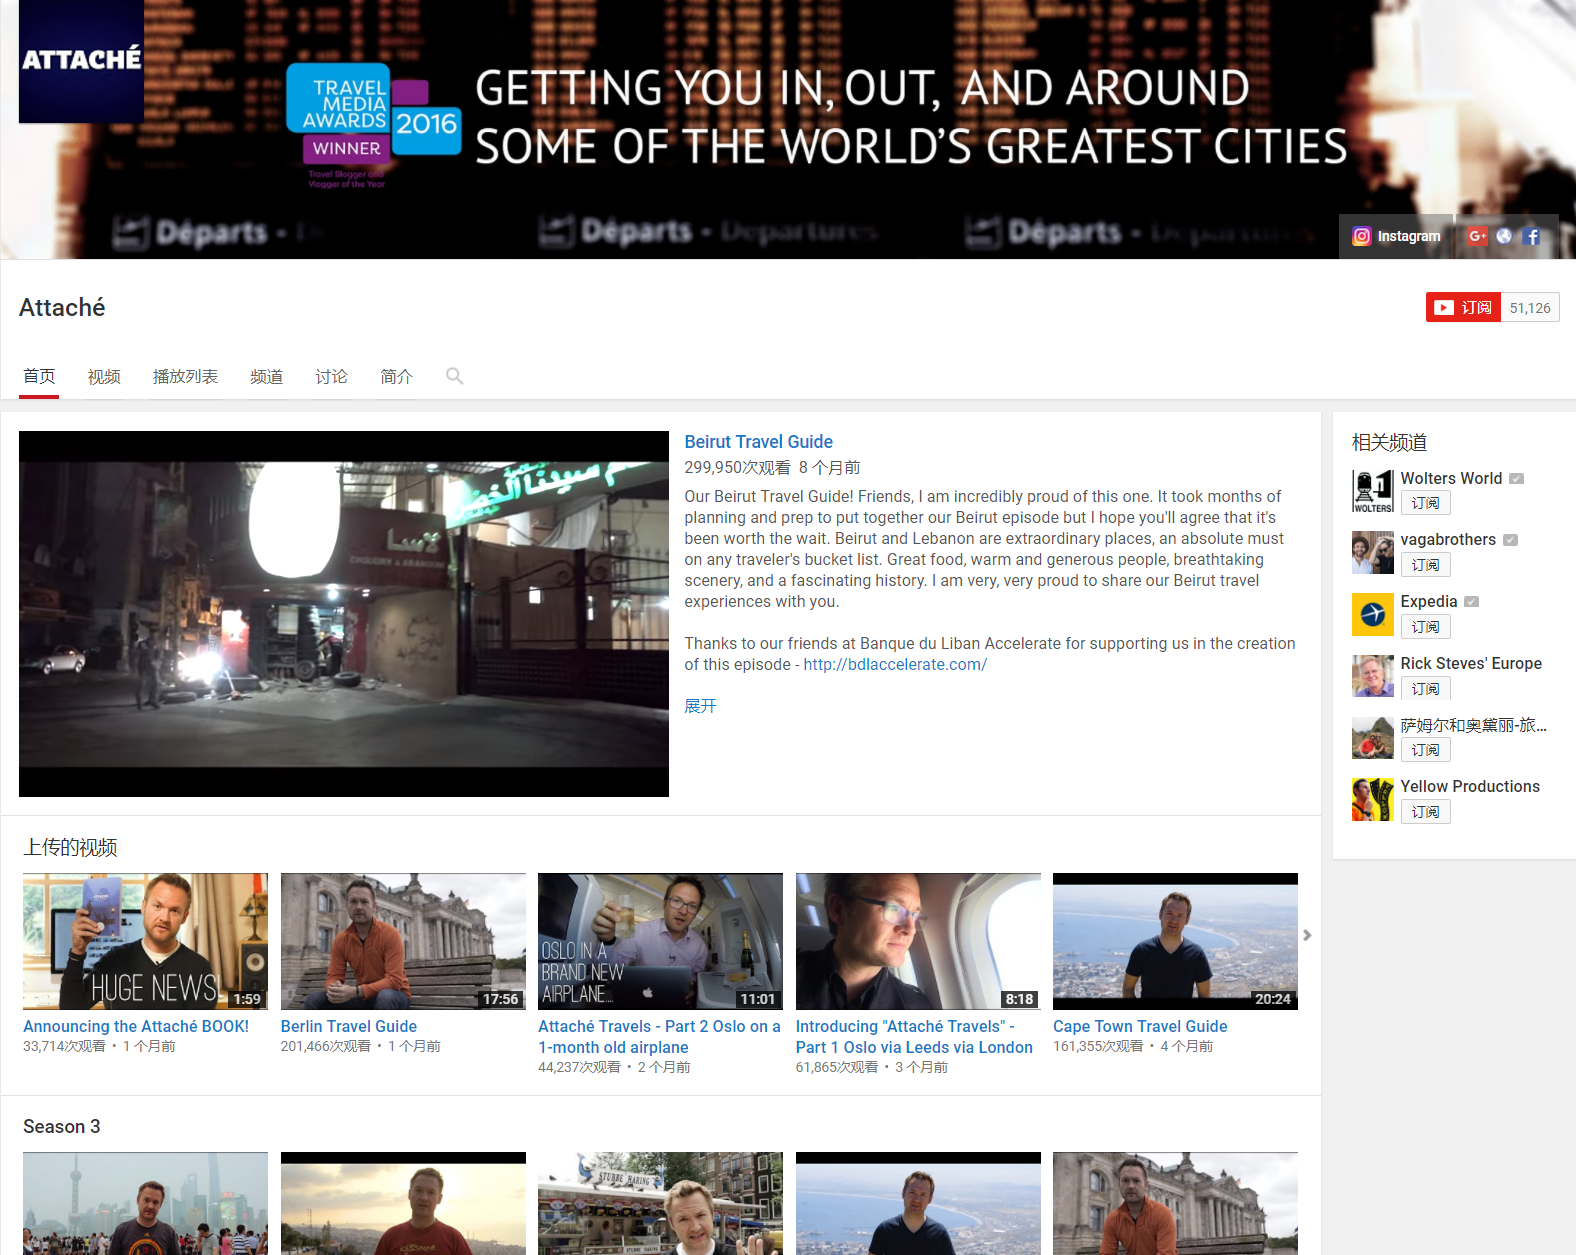 ATTACHÉ
TRAVEL
MEDIA
AWARDS
2016
WINNER
Travel Blogger and
Vlogger of the Year
GETTING YOU IN, OUT, AND AROUND
SOME OF THE WORLD'S GREATEST CITIES
Départs -
Départs - Departures
Départs - Departures
Instagram
G+
f
Attaché
订阅
51,126
首页
视频
播放列表
频道
讨论
简介
سينا الخضر
لاسا
CHOUEIRY &
Beirut Travel Guide
299,950次观看 8 个月前
Our Beirut Travel Guide! Friends, I am incredibly proud of this one. It took months of
planning and prep to put together our Beirut episode but I hope you'll agree that it's
been worth the wait. Beirut and Lebanon are extraordinary places, an absolute must
on any traveler's bucket list. Great food, warm and generous people, breathtaking
scenery, and a fascinating history. I am very, very proud to share our Beirut travel
experiences with you.
Thanks to our friends at Banque du Liban Accelerate for supporting us in the creation
of this episode - http://bdlaccelerate.com/
展开
相关频道
1
WOLTERS
Wolters World
订阅
vagabrothers
订阅
Expedia
订阅
Rick Steves' Europe
订阅
萨姆尔和奥黛丽-旅...
订阅
Yellow Productions
订阅
上传的视频
HUGE NEWS.
1:59
Announcing the Attaché BOOK!
33,714次观看 • 1 个月前
17:56
Berlin Travel Guide
201,466次观看 • 1 个月前
OSLO IN A
BRAND NEW
AIRPLANE...
11:01
Attaché Travels - Part 2 Oslo on a
1-month old airplane
44,237次观看 • 2 个月前
8:18
Introducing "Attaché Travels" -
Part 1 Oslo via Leeds via London
61,865次观看 • 3 个月前
20:24
Cape Town Travel Guide
161,355次观看 • 4 个月前
Season 3
STUBBE HARING
STUBBE HARING